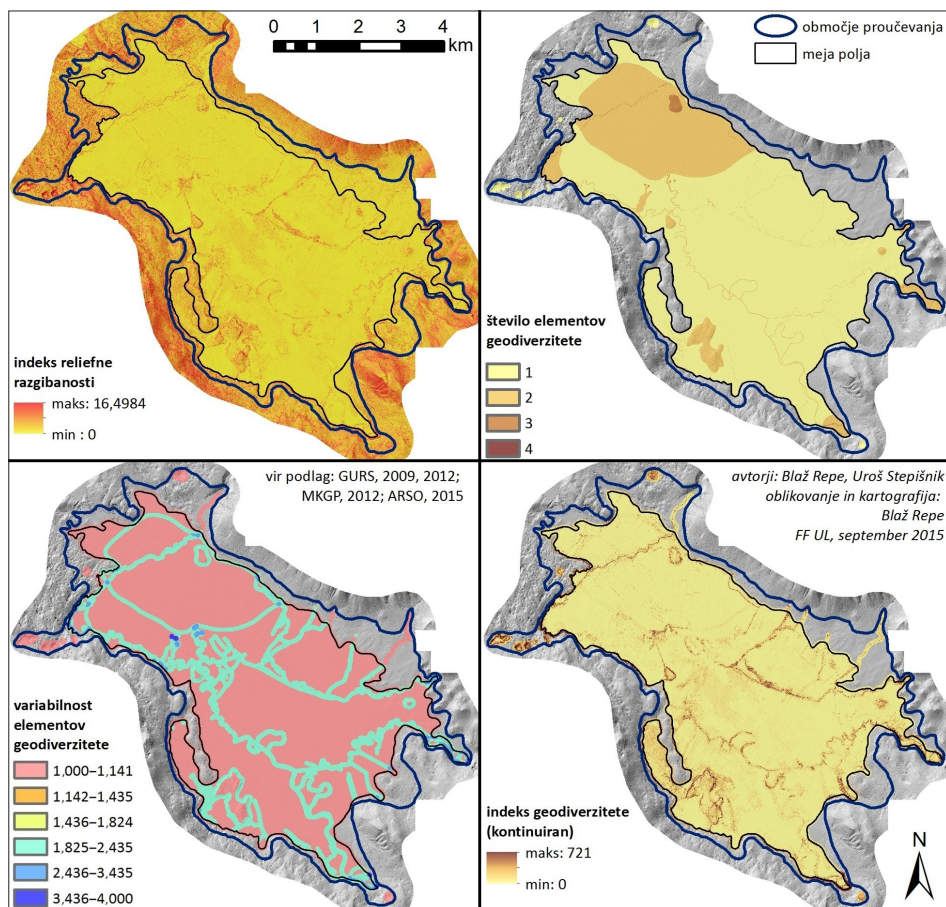 0 1 2 3 4
km
indeks reliefne
razgibanosti
maks: 16,4984
min : 0
območje proučevanja
meja polja
število elementov
geodiverzitete
1
2
3
4
vir podlag: GURS, 2009, 2012;
MKGP, 2012; ARSO, 2015
variabilnost
elementov
geodiverzitete
1,000–1,141
1,142–1,435
1,436–1,824
1,825–2,435
2,436–3,435
3,436–4,000
avtorji: Blaž Repe, Uroš Stepišnik
oblikovanje in kartografija:
Blaž Repe
FF UL, september 2015
indeks geodiverzitete
(kontinuiran)
maks: 721
min: 0
N